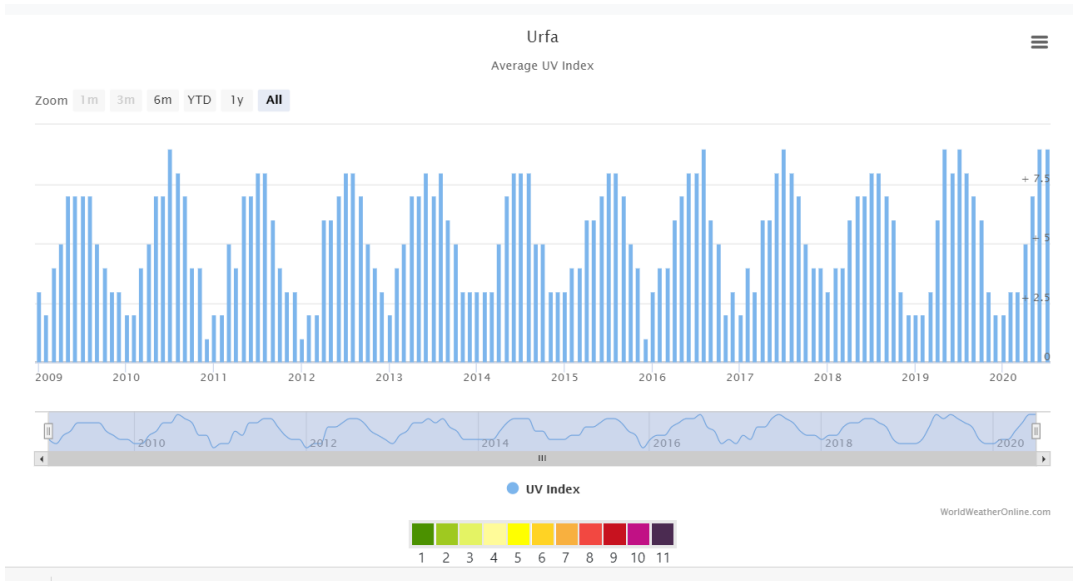 Urfa
Average UV Index
Zoom 1m 3m 6m YTD 1y All
+ 7.5
+ 5
+ 2.5
0
2009 2010 2011 2012 2013 2014 2015 2016 2017 2018 2019 2020
2010 2012 2014 2016 2018 2020
UV Index
WorldWeatherOnline.com
1 2 3 4 5 6 7 8 9 10 11